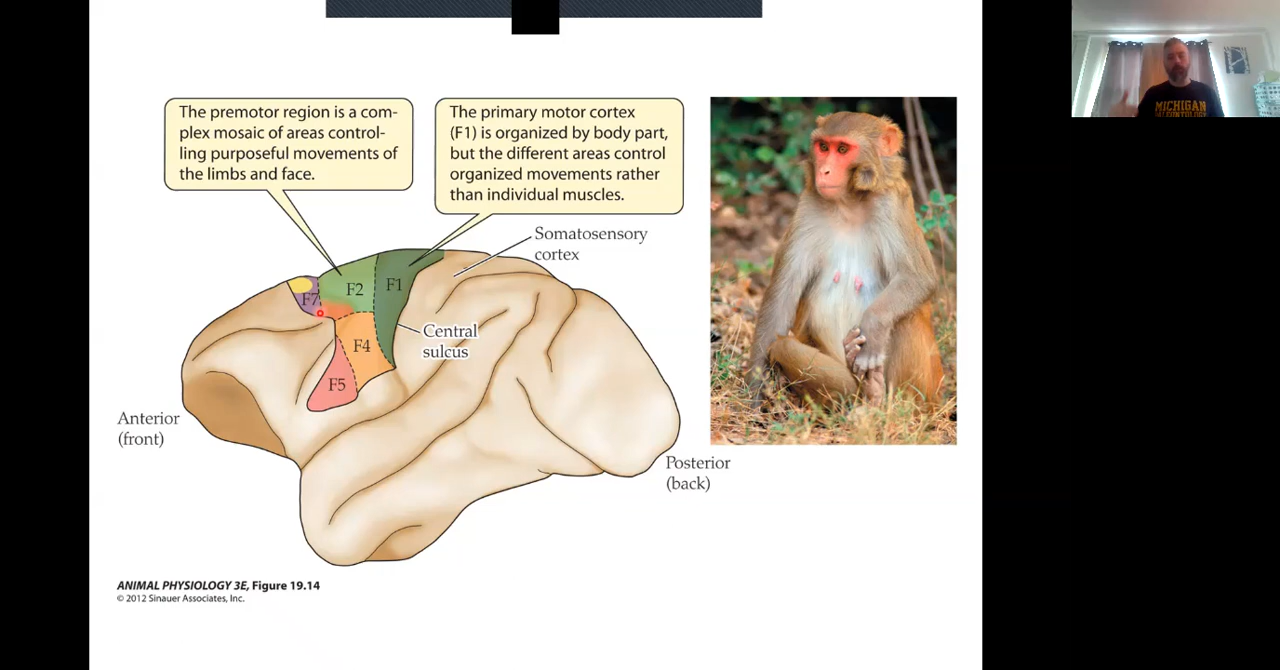 The premotor region is a com-
plex mosaic of areas control-
ling purposeful movements of
the limbs and face.
The primary motor cortex
(F1) is organized by body part,
but the different areas control
organized movements rather
than individual muscles.
Somatosensory
cortex
F7
F2
F1
Central
sulcus
F4
F5
Anterior
(front)
Posterior
(back)
ANIMAL PHYSIOLOGY 3E, Figure 19.14
© 2012 Sinauer Associates, Inc.
MICHIGAN